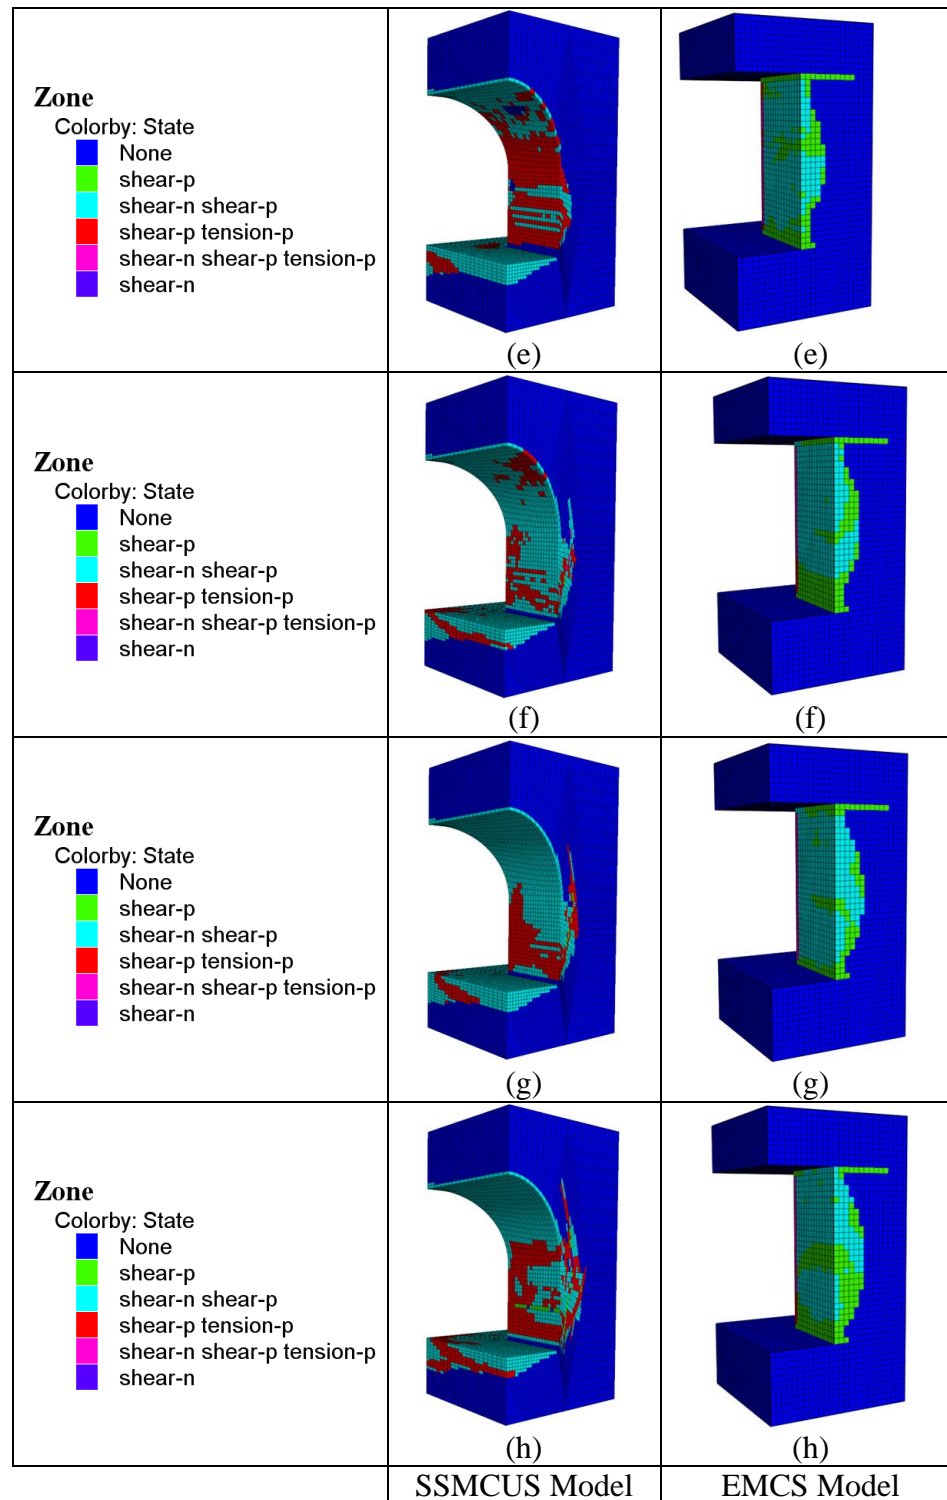 Zone
Colorby: State
None
shear-p
shear-n shear-p
shear-p tension-p
shear-n shear-p tension-p
shear-n
(e)
(e)
Zone
Colorby: State
None
shear-p
shear-n shear-p
shear-p tension-p
shear-n shear-p tension-p
shear-n
(f)
(f)
Zone
Colorby: State
None
shear-p
shear-n shear-p
shear-p tension-p
shear-n shear-p tension-p
shear-n
(g)
(g)
Zone
Colorby: State
None
shear-p
shear-n shear-p
shear-p tension-p
shear-n shear-p tension-p
shear-n
(h)
(h)
SSMCUS Model
EMCS Model